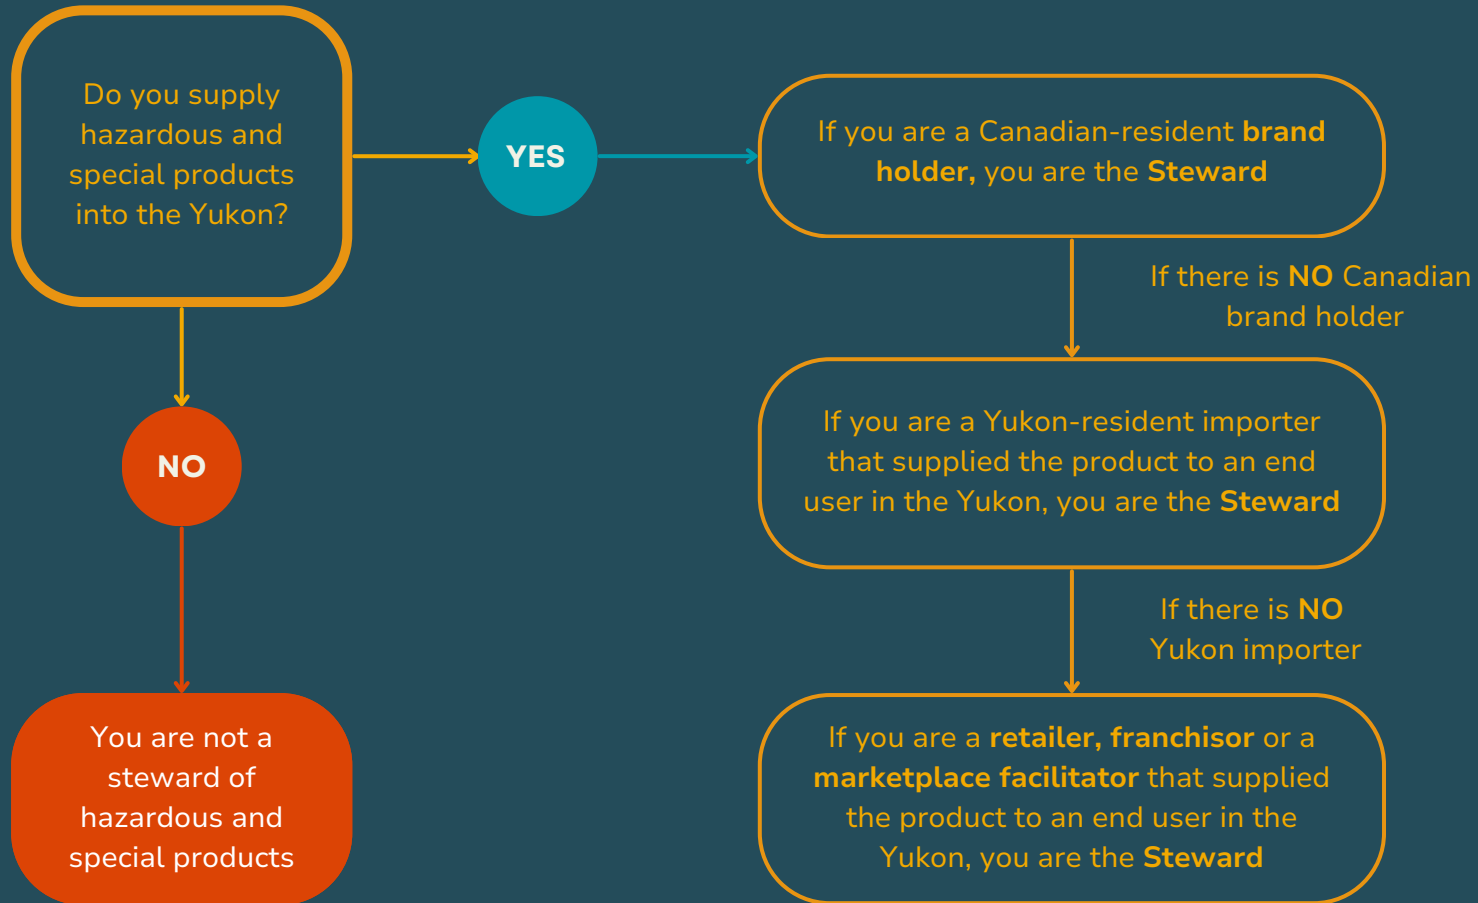 Do you supply
hazardous and
special products
into the Yukon?
YES
If you are a Canadian-resident brand
holder, you are the Steward
If there is NO Canadian
brand holder
If you are a Yukon-resident importer
that supplied the product to an end
user in the Yukon, you are the Steward
If there is NO
Yukon importer
If you are a retailer, franchisor or a
marketplace facilitator that supplied
the product to an end user in the
Yukon, you are the Steward
NO
You are not a
steward of
hazardous and
special products